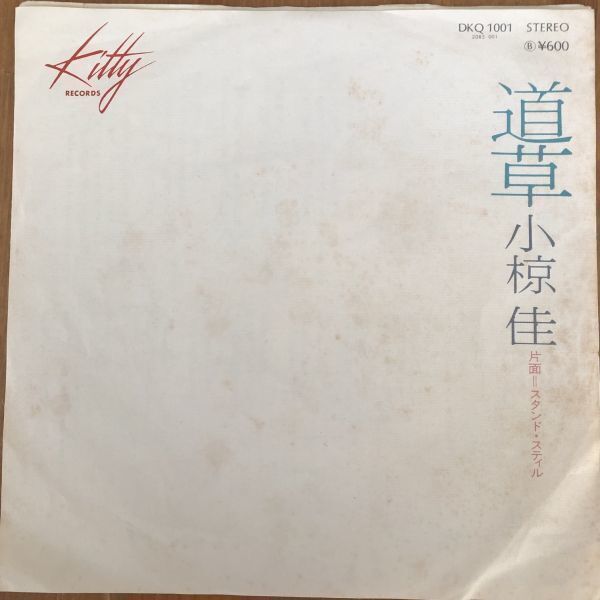 Kitty
RECORDS
DKQ 1001 STEREO
2083 001
Ⓑ ¥600
道草
小椋 佳
片面=スタンド・スティル